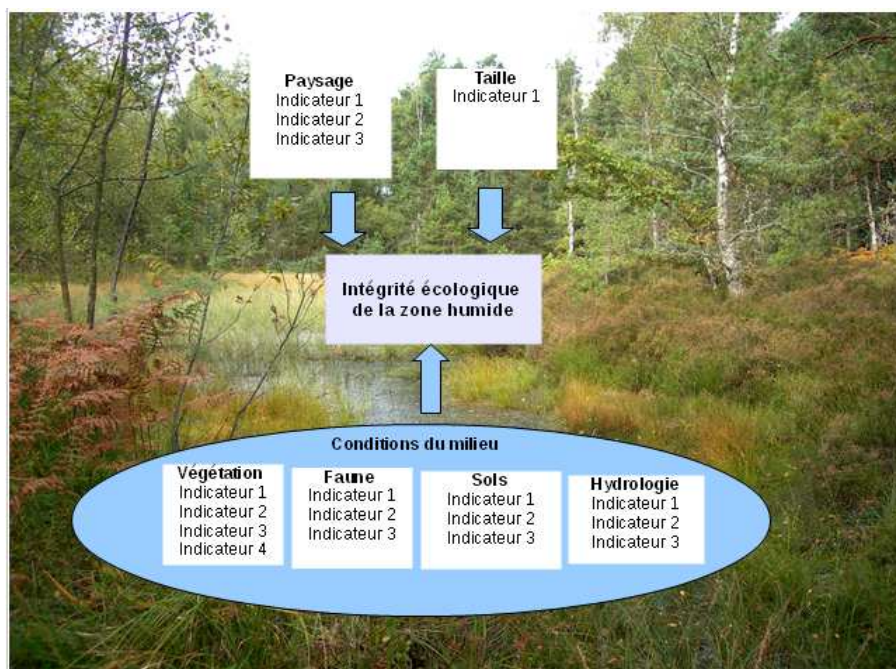 Paysage
Indicateur 1
Indicateur 2
Indicateur 3
Taille
Indicateur 1
Intégrité écologique
de la zone humide
Conditions du milieu
Végétation
Indicateur 1
Indicateur 2
Indicateur 3
Indicateur 4
Faune
Indicateur 1
Indicateur 2
Indicateur 3
Sols
Indicateur 1
Indicateur 2
Indicateur 3
Hydrologie
Indicateur 1
Indicateur 2
Indicateur 3